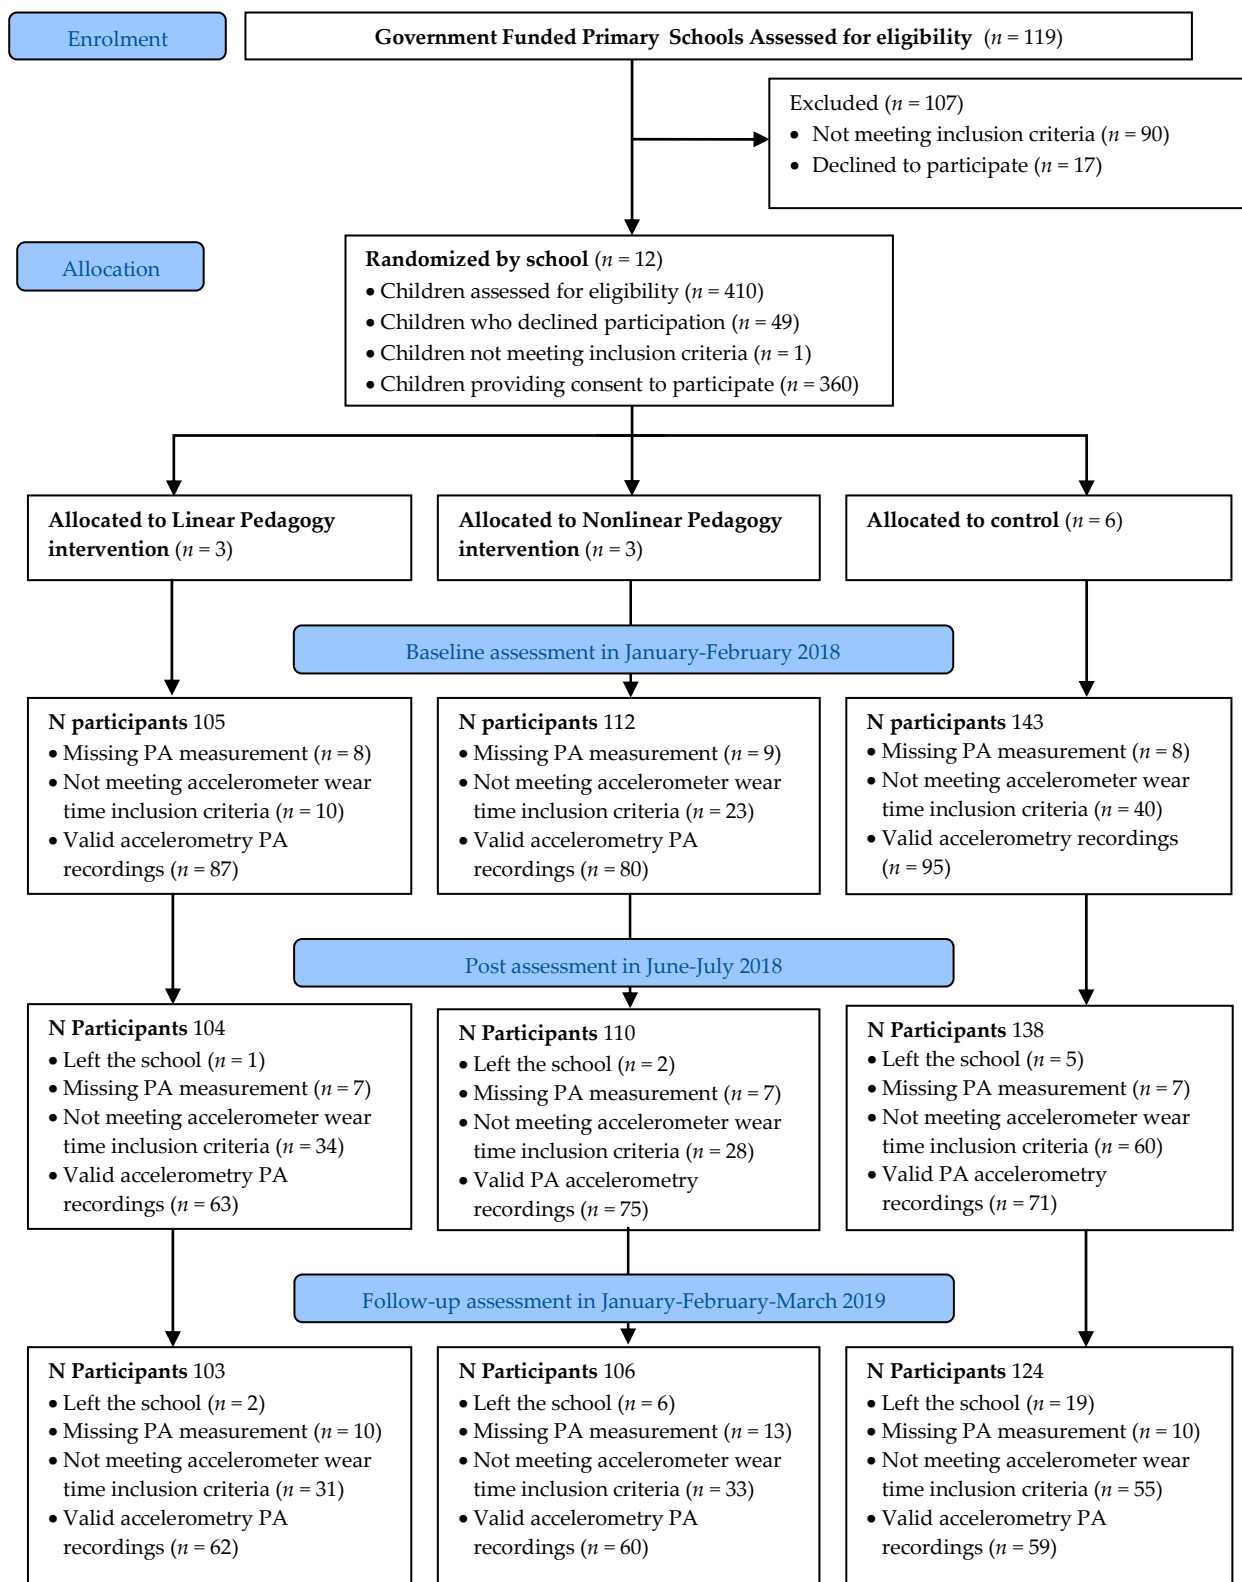 Enrolment
Government Funded Primary Schools Assessed for eligibility (n = 119)
Excluded (n = 107)
• Not meeting inclusion criteria (n = 90)
• Declined to participate (n = 17)
Allocation
Randomized by school (n = 12)
• Children assessed for eligibility (n = 410)
• Children who declined participation (n = 49)
• Children not meeting inclusion criteria (n = 1)
• Children providing consent to participate (n = 360)
Allocated to Linear Pedagogy
intervention (n = 3)
Allocated to Nonlinear Pedagogy
intervention (n = 3)
Allocated to control (n = 6)
Baseline assessment in January-February 2018
N participants 105
• Missing PA measurement (n = 8)
• Not meeting accelerometer wear
time inclusion criteria (n = 10)
• Valid accelerometry PA
recordings (n = 87)
N participants 112
• Missing PA measurement (n = 9)
• Not meeting accelerometer wear
time inclusion criteria (n = 23)
• Valid accelerometry PA
recordings (n = 80)
N participants 143
• Missing PA measurement (n = 8)
• Not meeting accelerometer wear
time inclusion criteria (n = 40)
• Valid accelerometry recordings
(n = 95)
Post assessment in June-July 2018
N Participants 104
• Left the school (n = 1)
• Missing PA measurement (n = 7)
• Not meeting accelerometer wear
time inclusion criteria (n = 34)
• Valid accelerometry PA
recordings (n = 63)
N Participants 110
• Left the school (n = 2)
• Missing PA measurement (n = 7)
• Not meeting accelerometer wear
time inclusion criteria (n = 28)
• Valid PA accelerometry
recordings (n = 75)
N Participants 138
• Left the school (n = 5)
• Missing PA measurement (n = 7)
• Not meeting accelerometer wear
time inclusion criteria (n = 60)
• Valid PA accelerometry
recordings (n = 71)
Follow-up assessment in January-February-March 2019
N Participants 103
• Left the school (n = 2)
• Missing PA measurement (n = 10)
• Not meeting accelerometer wear
time inclusion criteria (n = 31)
• Valid accelerometry PA
recordings (n = 62)
N Participants 106
• Left the school (n = 6)
• Missing PA measurement (n = 13)
• Not meeting accelerometer wear
time inclusion criteria (n = 33)
• Valid accelerometry PA
recordings (n = 60)
N Participants 124
• Left the school (n = 19)
• Missing PA measurement (n = 10)
• Not meeting accelerometer wear
time inclusion criteria (n = 55)
• Valid accelerometry PA
recordings (n = 59)